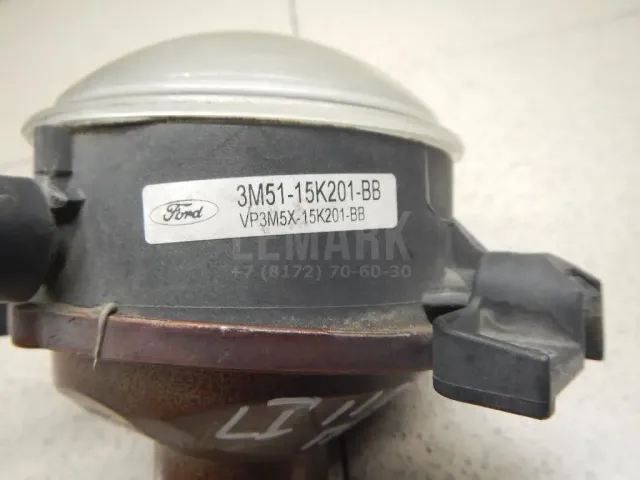 Ford
3M51-15K201-BB
VP3M5X-15K201-BB
LEMARK
+7 (8172) 70-60-30